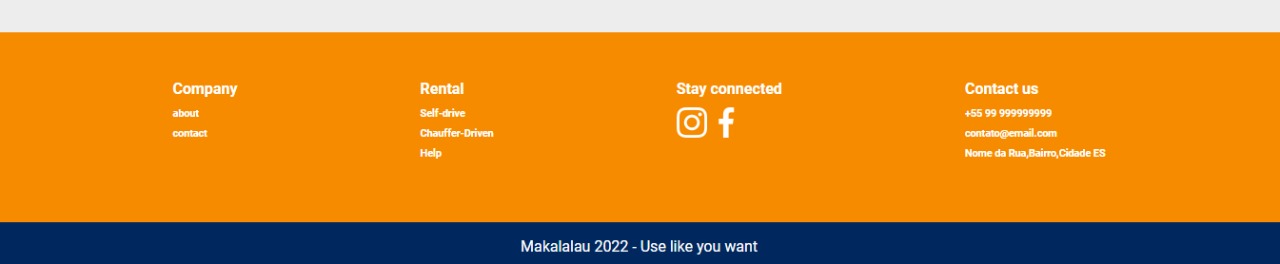 Company
about
contact
Rental
Self-drive
Chauffer-Driven
Help
Stay connected
Contact us
+55 99 999999999
contato@email.com
Nome da Rua,Bairro,Cidade ES
Makalalau 2022 - Use like you want